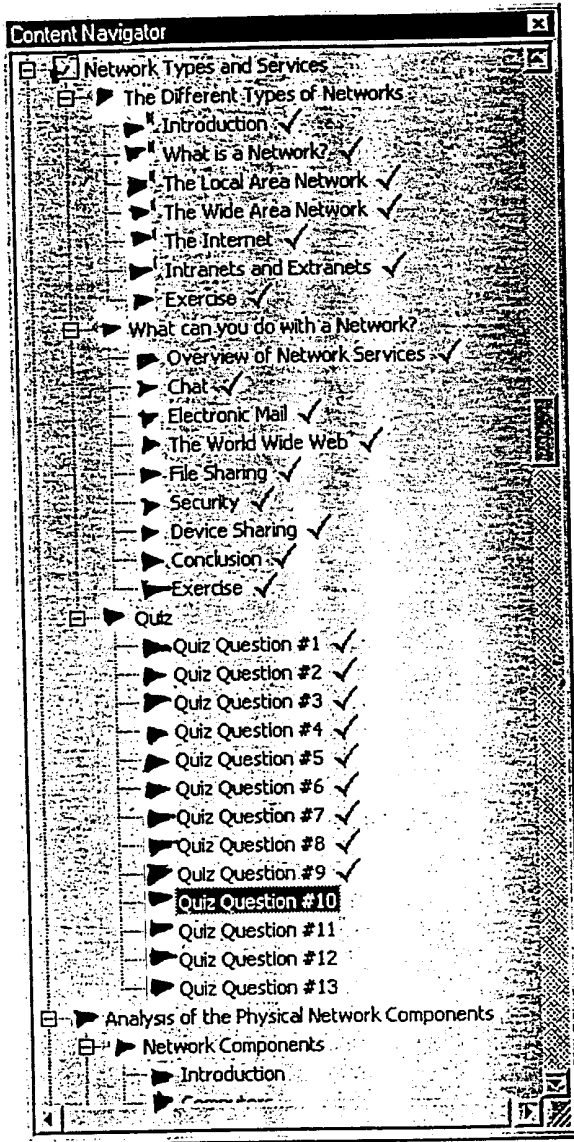 Content Navigator
Network Types and Services
The Different Types of Networks
Introduction
What is a Network?
The Local Area Network
The Wide Area Network
The Internet
Intranets and Extranets
Exercise
What can you do with a Network?
Overview of Network Services
Chat
Electronic Mail
The World Wide Web
File Sharing
Security
Device Sharing
Conclusion
Exercise
Quiz
Quiz Question #1
Quiz Question #2
Quiz Question #3
Quiz Question #4
Quiz Question #5
Quiz Question #6
Quiz Question #7
Quiz Question #8
Quiz Question #9
Quiz Question #10
Quiz Question #11
Quiz Question #12
Quiz Question #13
Analysis of the Physical Network Components
Network Components
Introduction